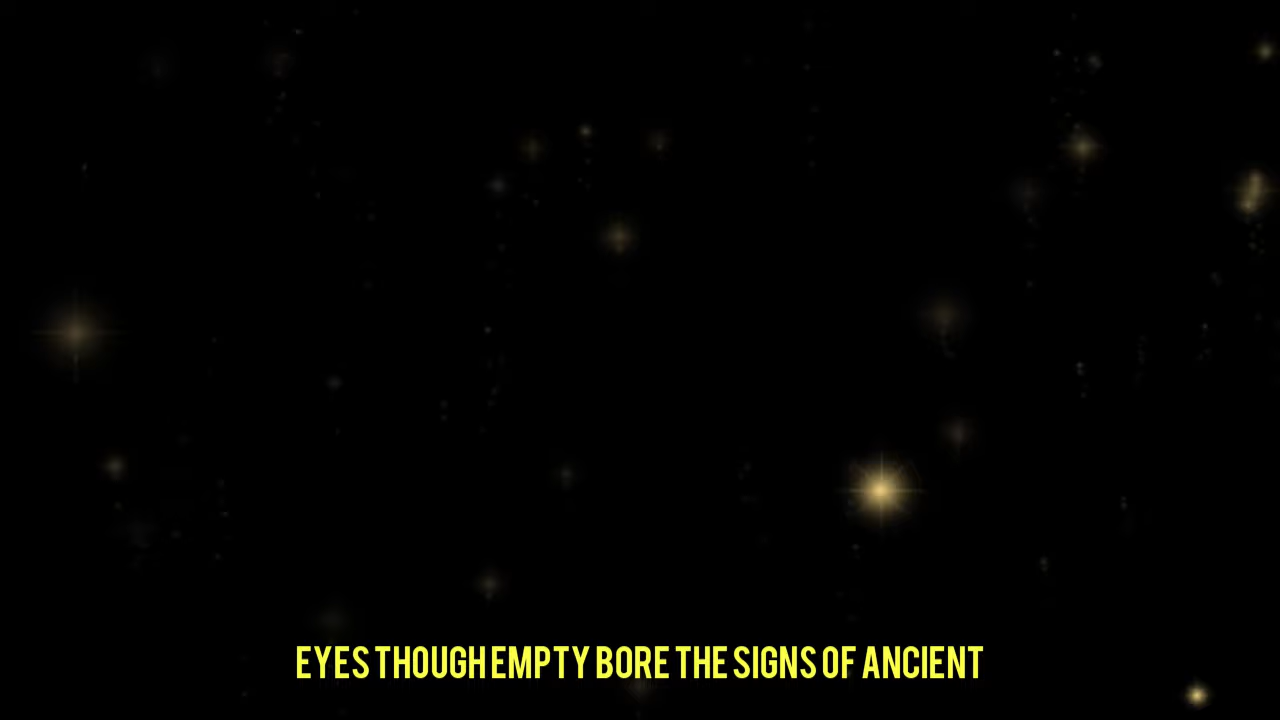 EYES THOUGH EMPTY BORE THE SIGNS OF ANCIENT